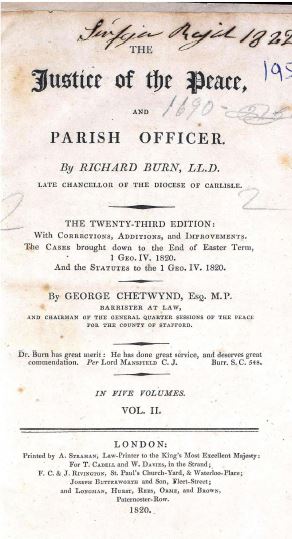 Rejd 1822
THE
Justice of the Peace,
195
AND
1690-
PARISH OFFICER.
By RICHARD BURN, LL.D.
LATE CHANCELLOR OF THE DIOCESE OF CARLISLE.
2
2
THE TWENTY-THIRD EDITION:
With Corrections, Additions, and Improvements.
The Cases brought down to the End of Easter Term,
1 Geo. IV. 1820.
And the Statutes to the 1 Geo. IV. 1820.
By GEORGE CHETWYND, Esq. M.P.
BARRISTER AT LAW,
AND CHAIRMAN OF THE GENERAL QUARTER SESSIONS OF THE PEACE
FOR THE COUNTY OF STAFFORD.
Dr. Burn has great merit: He has done great service, and deserves great
commendation. Per Lord Mansfield C. J. Burr. S. C. 548.
IN FIVE VOLUMES.
VOL. II.
LONDON:
Printed by A. Strahan, Law-Printer to the King's Most Excellent Majesty:
For T. Cadell and W. Davies, in the Strand;
F. C. & J. Rivington, St. Paul's Church-Yard, & Waterloo-Place;
Joseph Butterworth and Son, Fleet-Street;
and Longman, Hurst, Rees, Orme, and Brown,
Paternoster-Row.
1820.